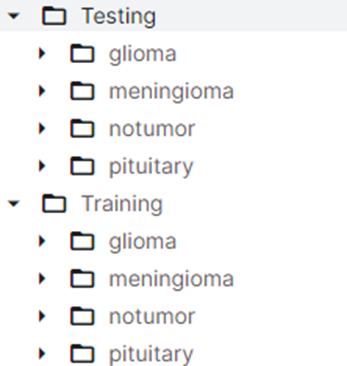 Testing
glioma
meningioma
notumor
pituitary
Training
glioma
meningioma
notumor
pituitary